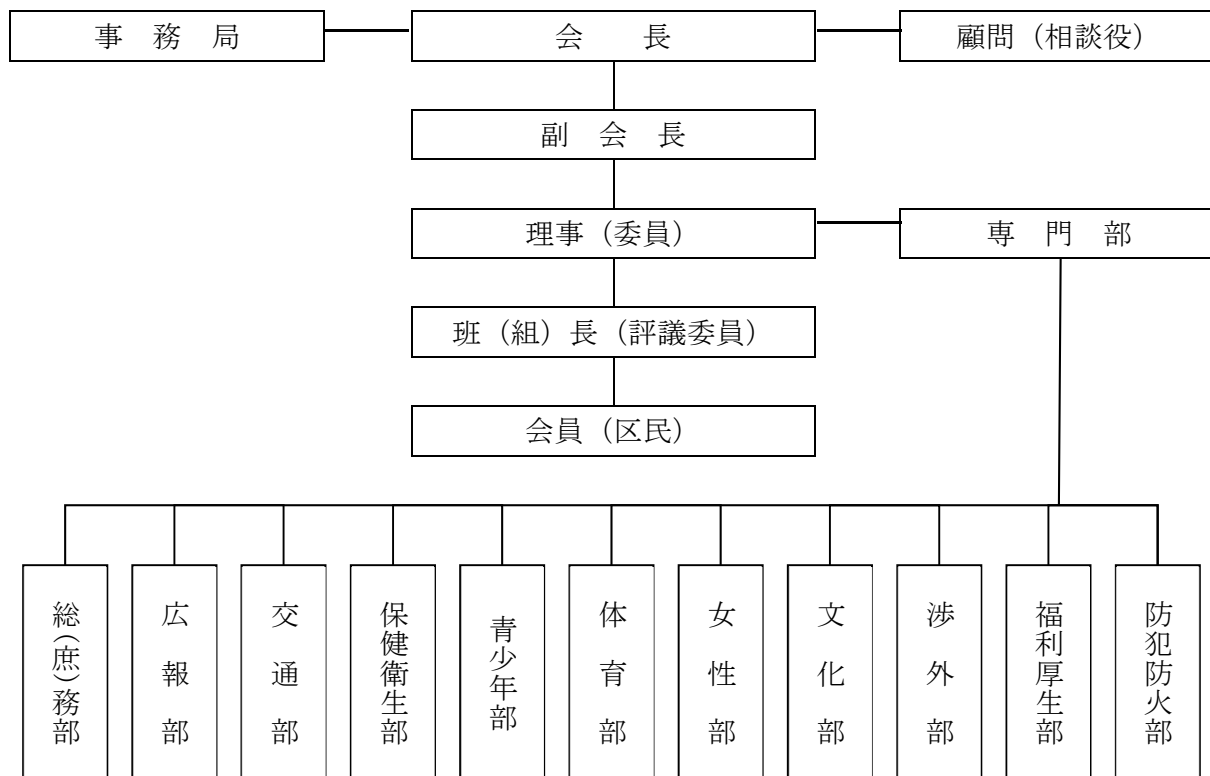 事　務　局
会　　長
顧問（相談役）
副　会　長
理事（委員）
専　門　部
班（組）長（評議委員）
会員（区民）
総（庶）務部
広報部
交通部
保健衛生部
青少年部
体育部
女性部
文化部
渉外部
福利厚生部
防犯防火部